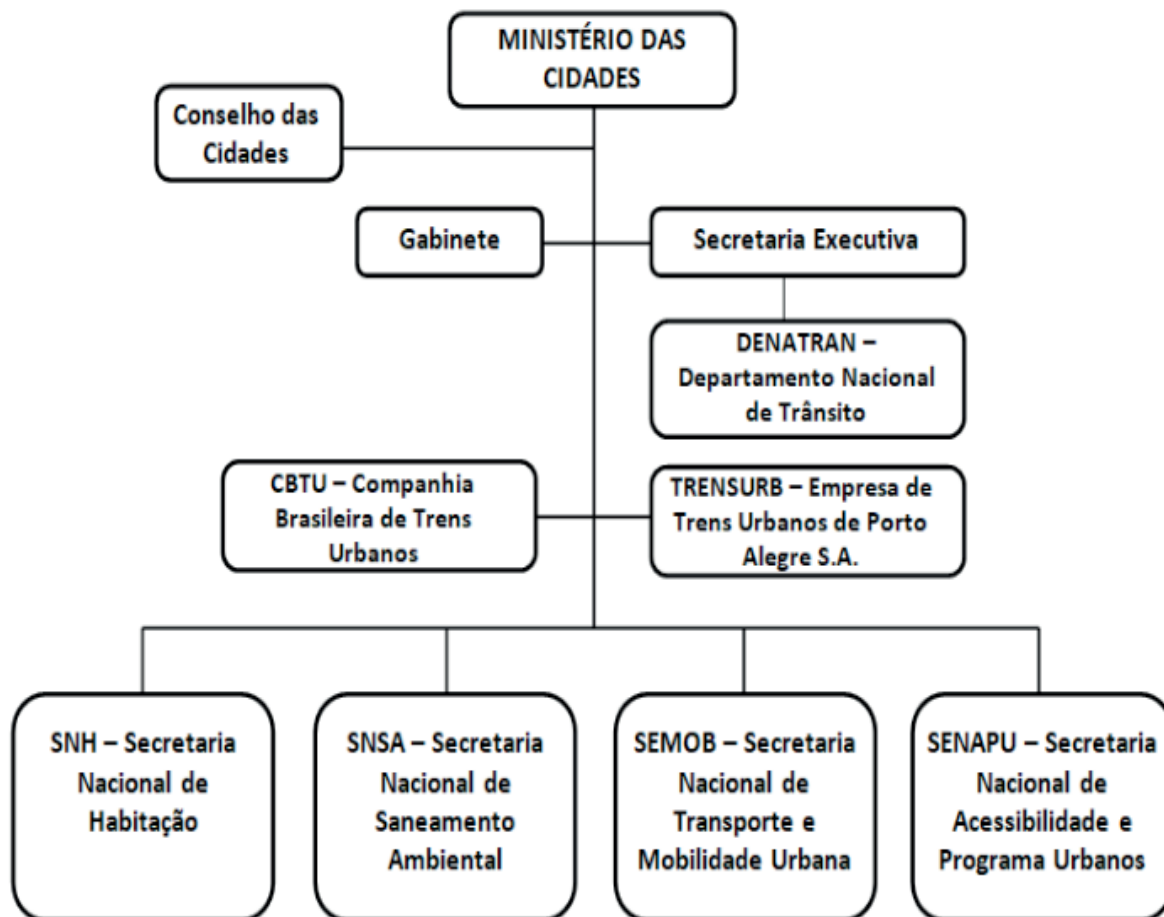 MINISTÉRIO DAS
CIDADES
Conselho das
Cidades
Gabinete
Secretaria Executiva
DENATRAN –
Departamento Nacional
de Trânsito
CBTU – Companhia
Brasileira de Trens
Urbanos
TRENSURB – Empresa de
Trens Urbanos de Porto
Alegre S.A.
SNH – Secretaria
Nacional de
Habitação
SNSA – Secretaria
Nacional de
Saneamento
Ambiental
SEMOB – Secretaria
Nacional de
Transporte e
Mobilidade Urbana
SENAPU – Secretaria
Nacional de
Acessibilidade e
Programa Urbanos